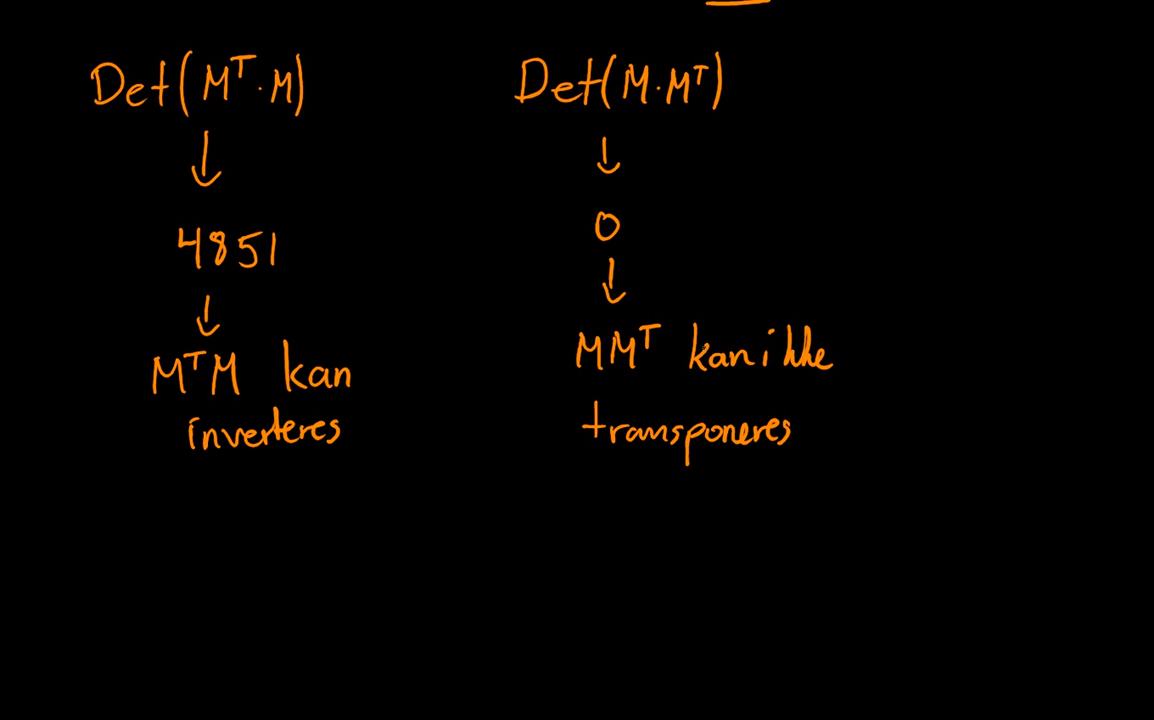 Det(Mᵀ·M)
↓
4851
↓
MᵀM kan
inverteres
Det(M·Mᵀ)
↓
0
↓
MMᵀ kan ikke
transponeres